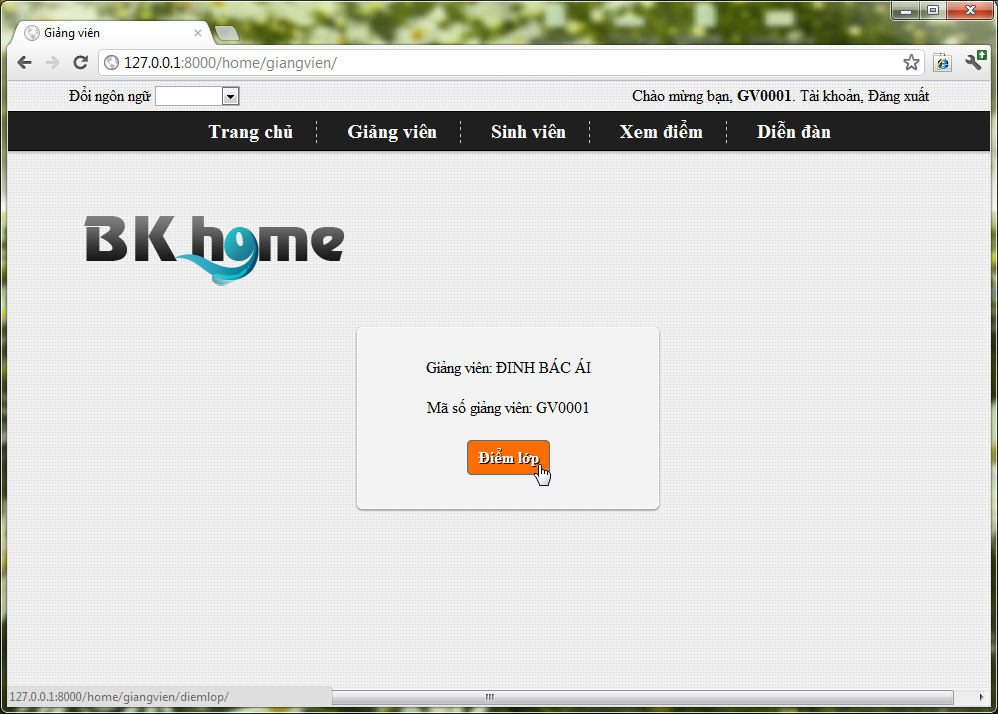 Giảng viên
127.0.0.1:8000/home/giangvien/
Đổi ngôn ngữ
Chào mừng bạn, GV0001. Tài khoản, Đăng xuất
Trang chủ Giảng viên Sinh viên Xem điểm Diễn đàn
BK home
Giảng viên: ĐINH BÁC ÁI
Mã số giảng viên: GV0001
Điểm lớp
127.0.0.1:8000/home/giangvien/diemlop/